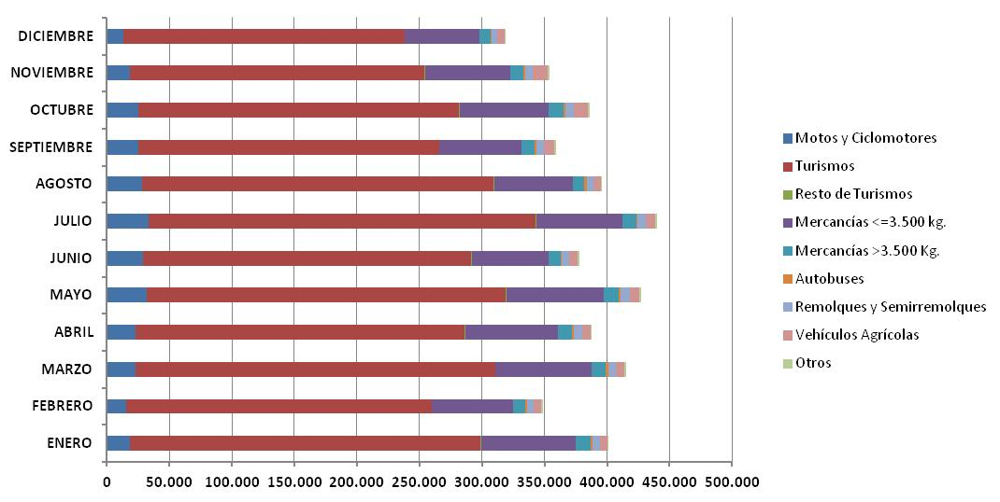 DICIEMBRE
NOVIEMBRE
OCTUBRE
SEPTIEMBRE
AGOSTO
JULIO
JUNIO
MAYO
ABRIL
MARZO
FEBRERO
ENERO
0 50.000 100.000 150.000 200.000 250.000 300.000 350.000 400.000 450.000 500.000
Motos y Ciclomotores
Turismos
Resto de Turismos
Mercancías <=3.500 kg.
Mercancías >3.500 Kg.
Autobuses
Remolques y Semirremolques
Vehículos Agrícolas
Otros